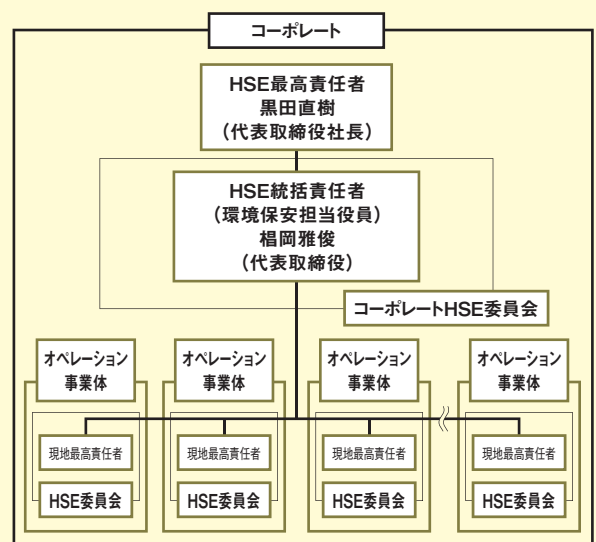 コーポレート
HSE最高責任者
黒田直樹
（代表取締役社長）
HSE統括責任者
（環境保安担当役員）
椙岡雅俊
（代表取締役）
コーポレートHSE委員会
オペレーション
事業体
現地最高責任者
HSE委員会
オペレーション
事業体
現地最高責任者
HSE委員会
オペレーション
事業体
現地最高責任者
HSE委員会
オペレーション
事業体
現地最高責任者
HSE委員会